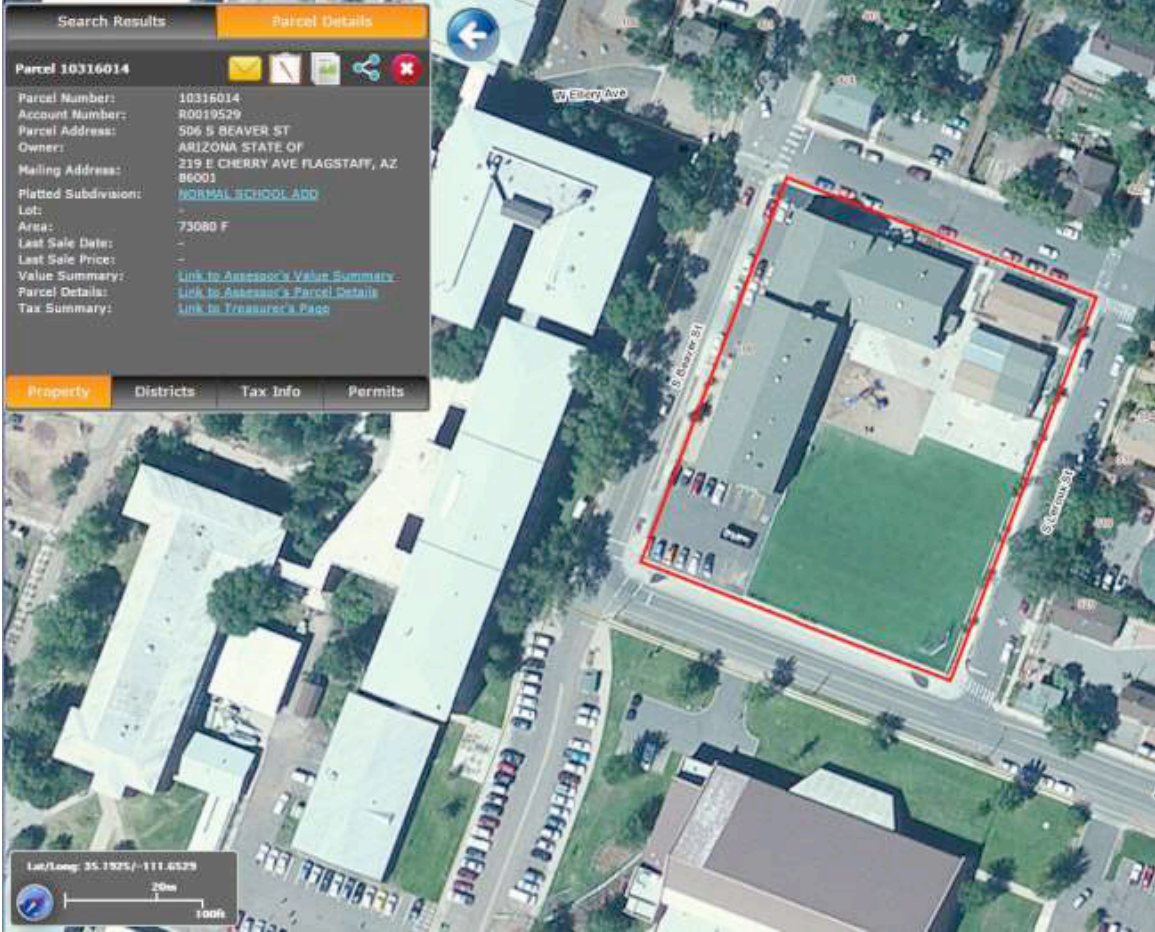 Search Results
Parcel Details
Parcel 10316014
Parcel Number: 10316014
Account Number: R0019529
Parcel Address: 506 S BEAVER ST
Owner: ARIZONA STATE OF
Mailing Address: 219 E CHERRY AVE FLAGSTAFF, AZ
86001
Platted Subdivision: NORMAL SCHOOL ADD
Lot: -
Area: 73080 F
Last Sale Date: -
Last Sale Price: -
Value Summary: Link to Assessor's Value Summary
Parcel Details: Link to Assessor's Parcel Details
Tax Summary: Link to Treasurer's Page
Property
Districts
Tax Info
Permits
W Ellery Ave
S Beaver St
14
S Leroux St
Lat/Long: 35.1925/-111.6529
20m
100ft